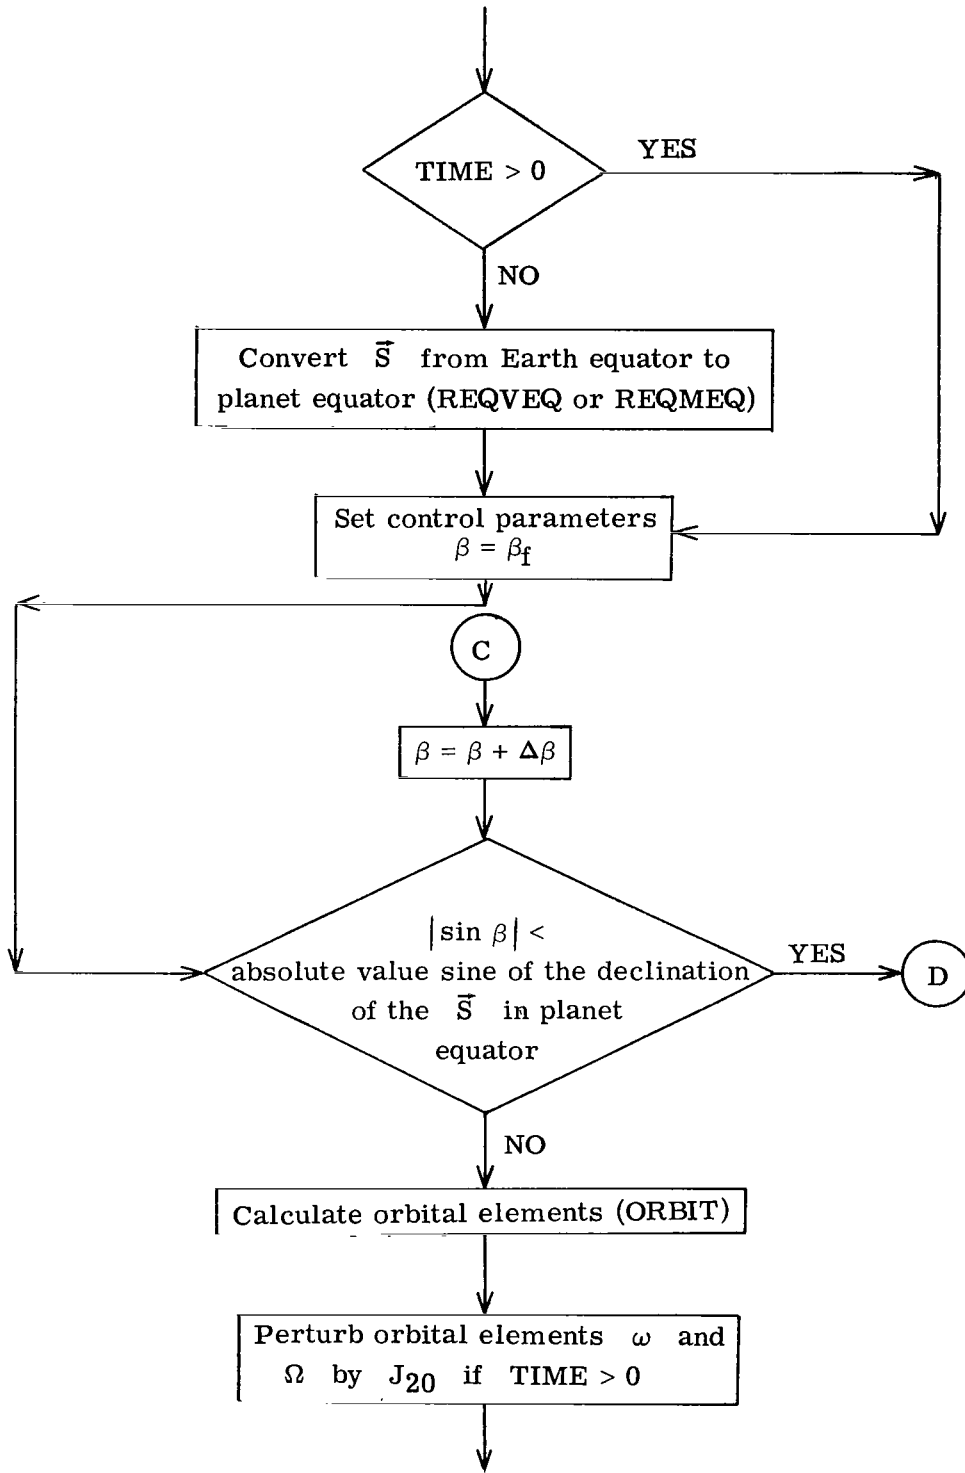 TIME > 0
YES
NO
Convert S⃗ from Earth equator to
planet equator (REQVEQ or REQMEQ)
Set control parameters
β = β_f
C
β = β + Δβ
|sin β| <
absolute value sine of the declination
of the S⃗ in planet
equator
YES
D
NO
Calculate orbital elements (ORBIT)
Perturb orbital elements ω and
Ω by J₂₀ if TIME > 0